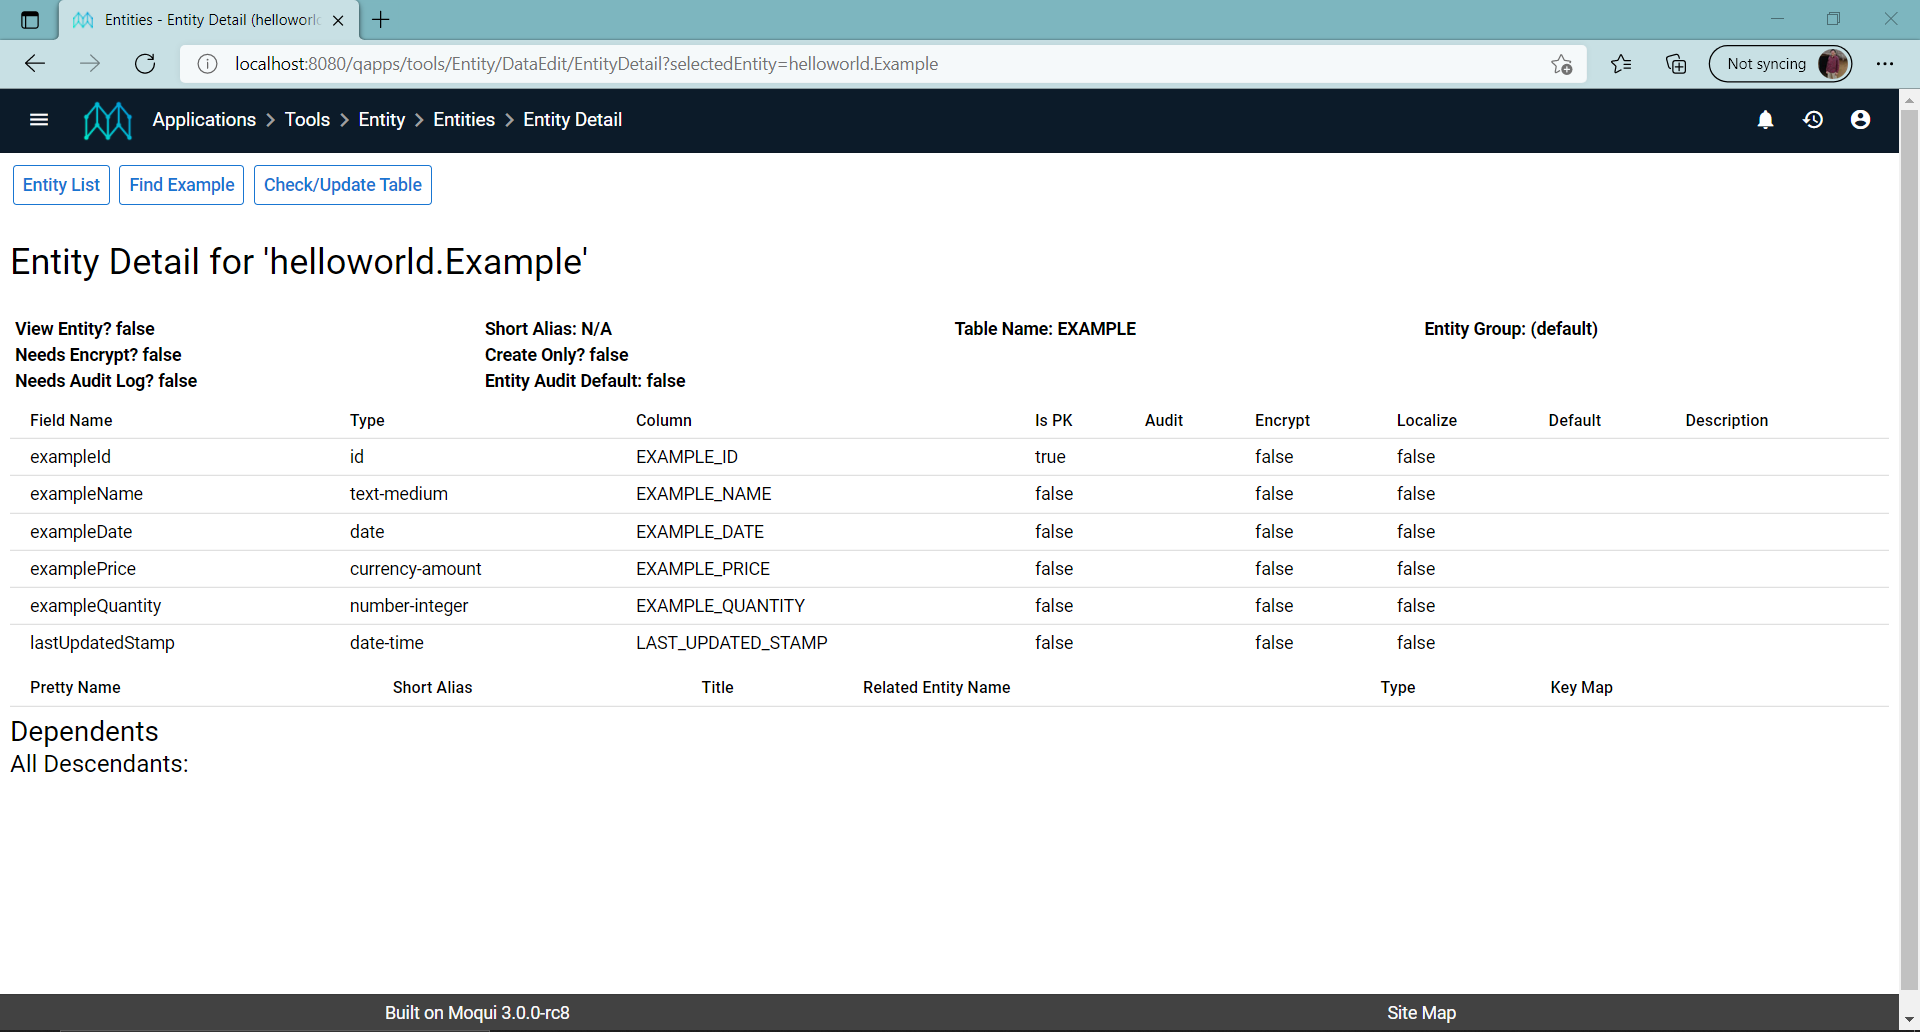 Entities - Entity Detail (helloworld
localhost:8080/qapps/tools/Entity/DataEdit/EntityDetail?selectedEntity=helloworld.Example
Not syncing
Applications > Tools > Entity > Entities > Entity Detail
Entity List Find Example Check/Update Table
Entity Detail for 'helloworld.Example'
View Entity? false Short Alias: N/A Table Name: EXAMPLE Entity Group: (default)
Needs Encrypt? false Create Only? false
Needs Audit Log? false Entity Audit Default: false
Field Name Type Column Is PK Audit Encrypt Localize Default Description
exampleId id EXAMPLE_ID true false false
exampleName text-medium EXAMPLE_NAME false false false
exampleDate date EXAMPLE_DATE false false false
examplePrice currency-amount EXAMPLE_PRICE false false false
exampleQuantity number-integer EXAMPLE_QUANTITY false false false
lastUpdatedStamp date-time LAST_UPDATED_STAMP false false false
Pretty Name Short Alias Title Related Entity Name Type Key Map
Dependents
All Descendants:
Built on Moqui 3.0.0-rc8 Site Map